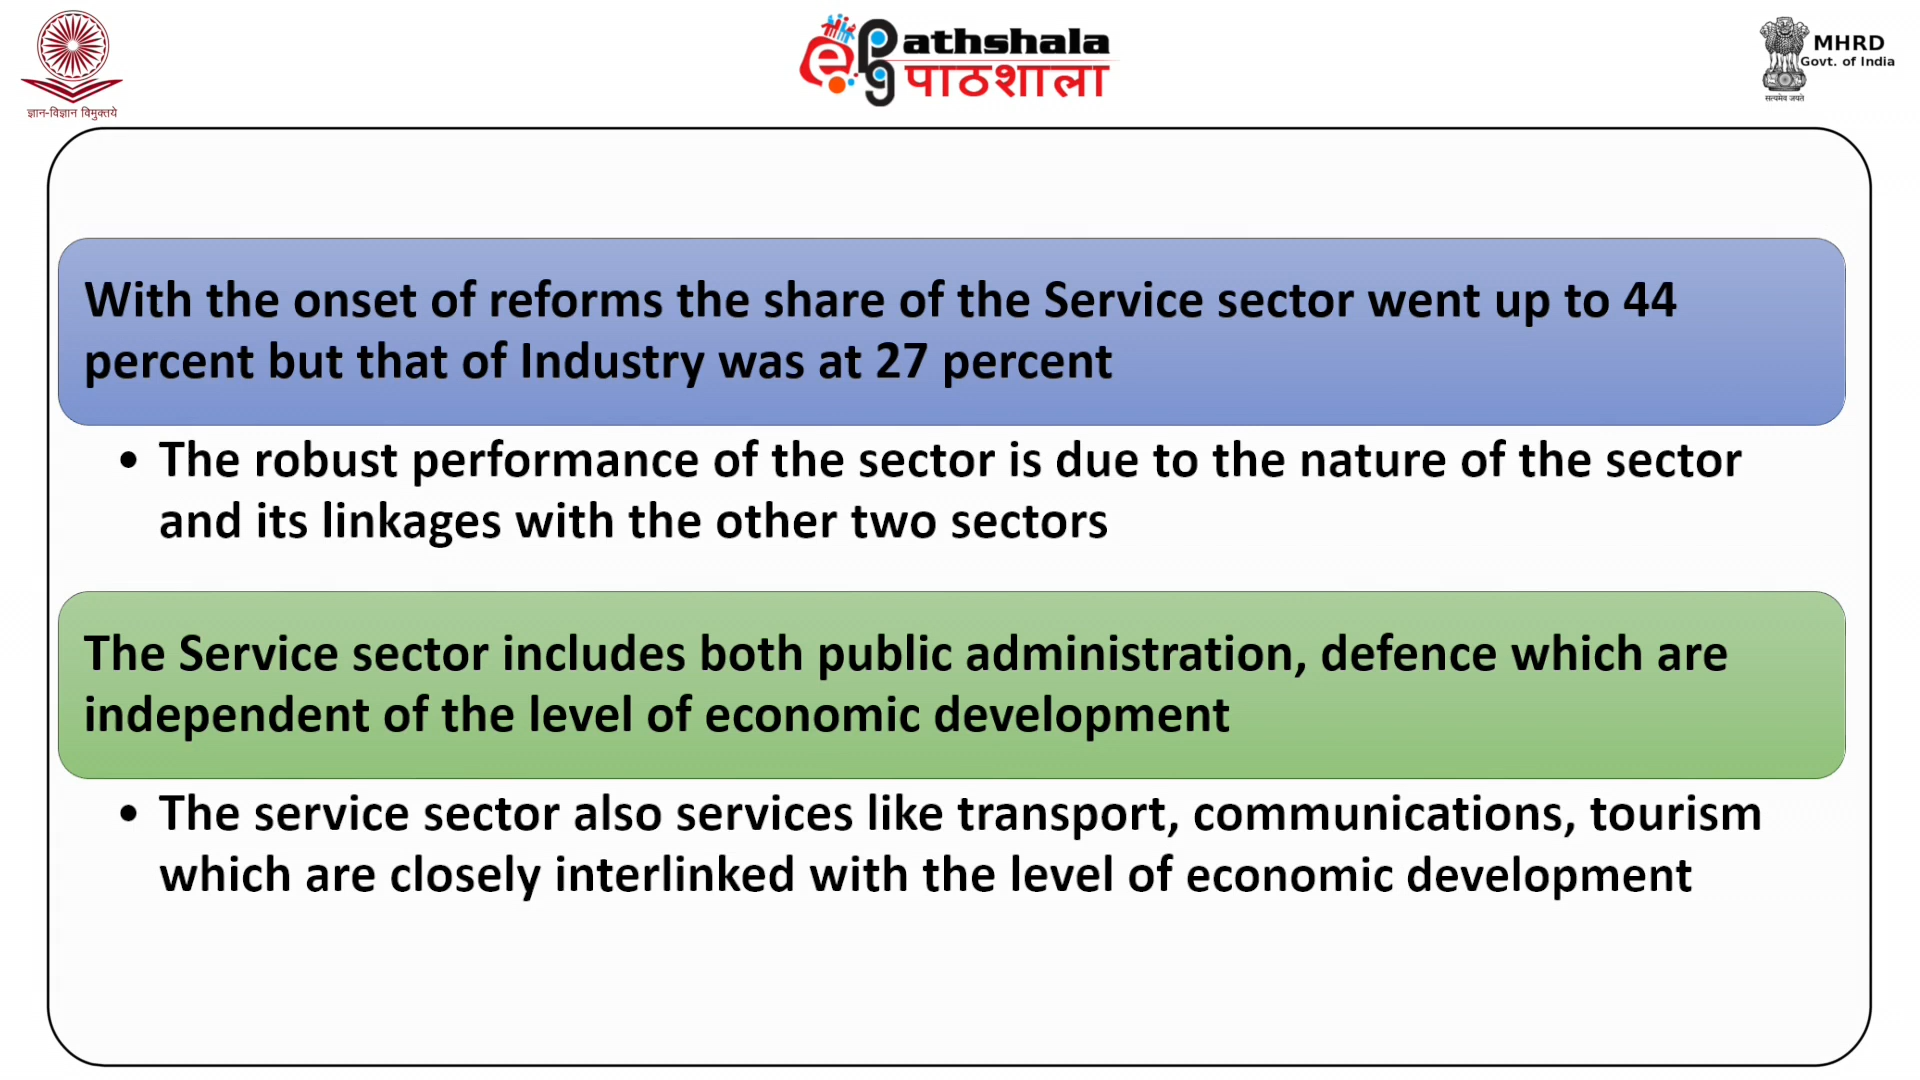 ज्ञान-विज्ञान विमुक्तये
e pg athshala
पाठशाला
MHRD
Govt. of India
सत्यमेव जयते
With the onset of reforms the share of the Service sector went up to 44
percent but that of Industry was at 27 percent
• The robust performance of the sector is due to the nature of the sector
and its linkages with the other two sectors
The Service sector includes both public administration, defence which are
independent of the level of economic development
• The service sector also services like transport, communications, tourism
which are closely interlinked with the level of economic development